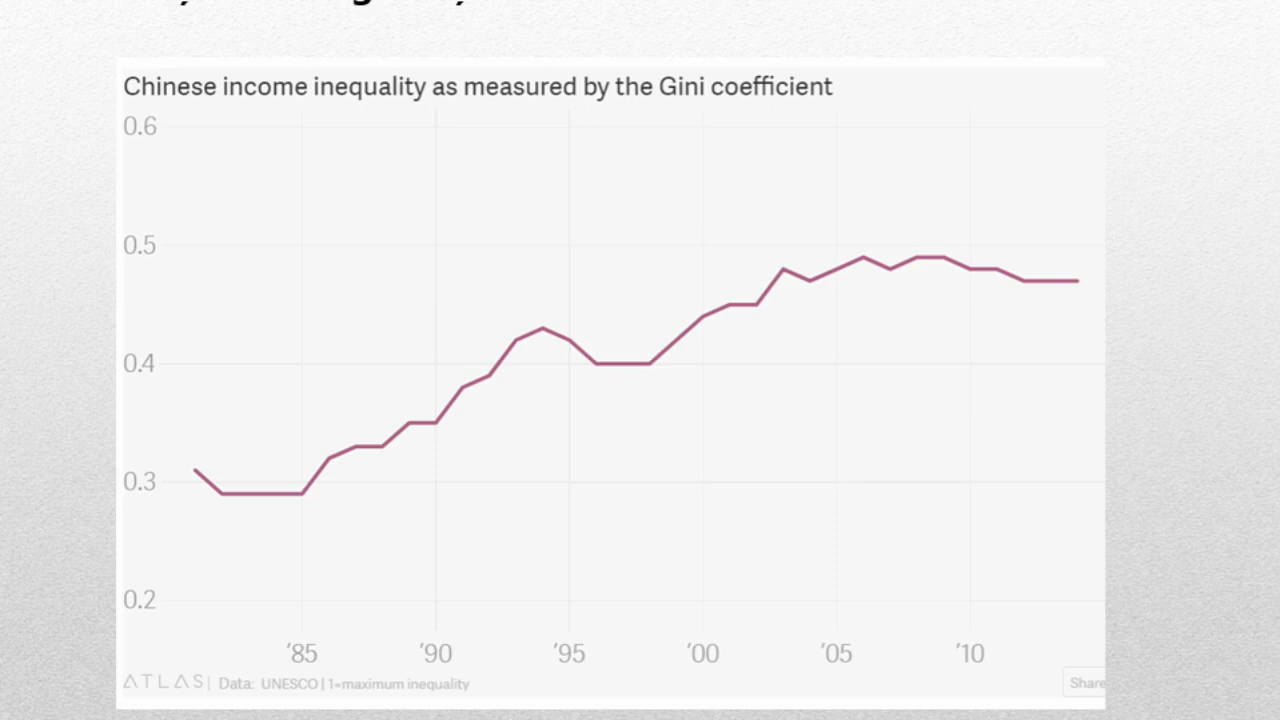 Chinese income inequality as measured by the Gini coefficient
0.6
0.5
0.4
0.3
0.2
’85 ’90 ’95 ’00 ’05 ’10
ATLAS | Data: UNESCO | 1=maximum inequality
Share